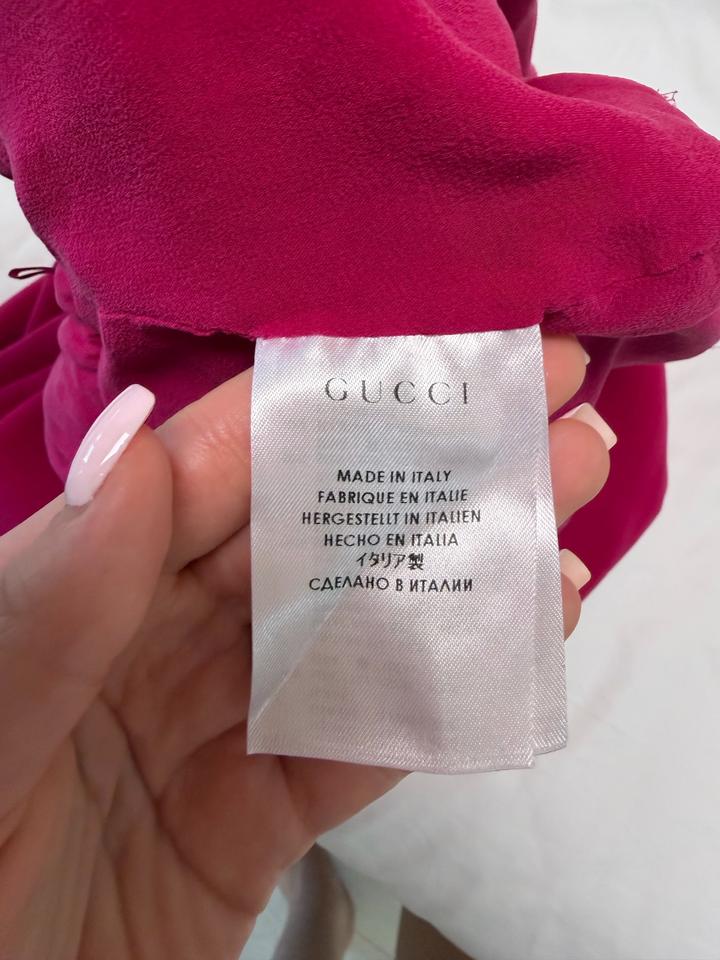 GUCCI
MADE IN ITALY
FABRIQUE EN ITALIE
HERGESTELLT IN ITALIEN
HECHO EN ITALIA
イタリア製
СДЕЛАНО В ИТАЛИИ